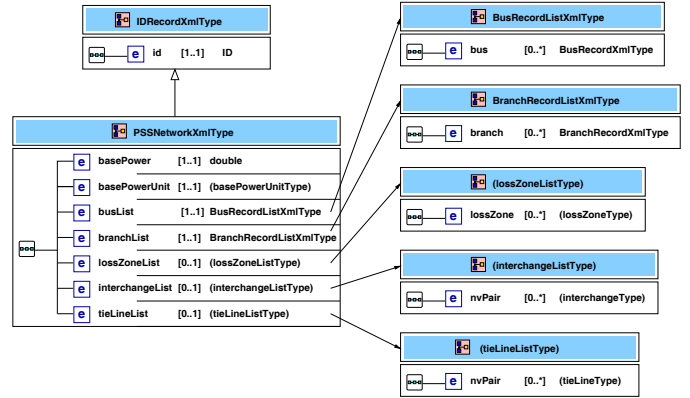 IDRecordXmlType
e id [1..1] ID
PSSNetworkXmlType
e basePower [1..1] double
e basePowerUnit [1..1] (basePowerUnitType)
e busList [1..1] BusRecordListXmlType
e branchList [1..1] BranchRecordListXmlType
e lossZoneList [0..1] (lossZoneListType)
e interchangeList [0..1] (interchangeListType)
e tieLineList [0..1] (tieLineListType)
BusRecordListXmlType
e bus [0..*] BusRecordXmlType
BranchRecordListXmlType
e branch [0..*] BranchRecordXmlType
(lossZoneListType)
e lossZone [0..*] (lossZoneType)
(interchangeListType)
e nvPair [0..*] (interchangeType)
(tieLineListType)
e nvPair [0..*] (tieLineType)